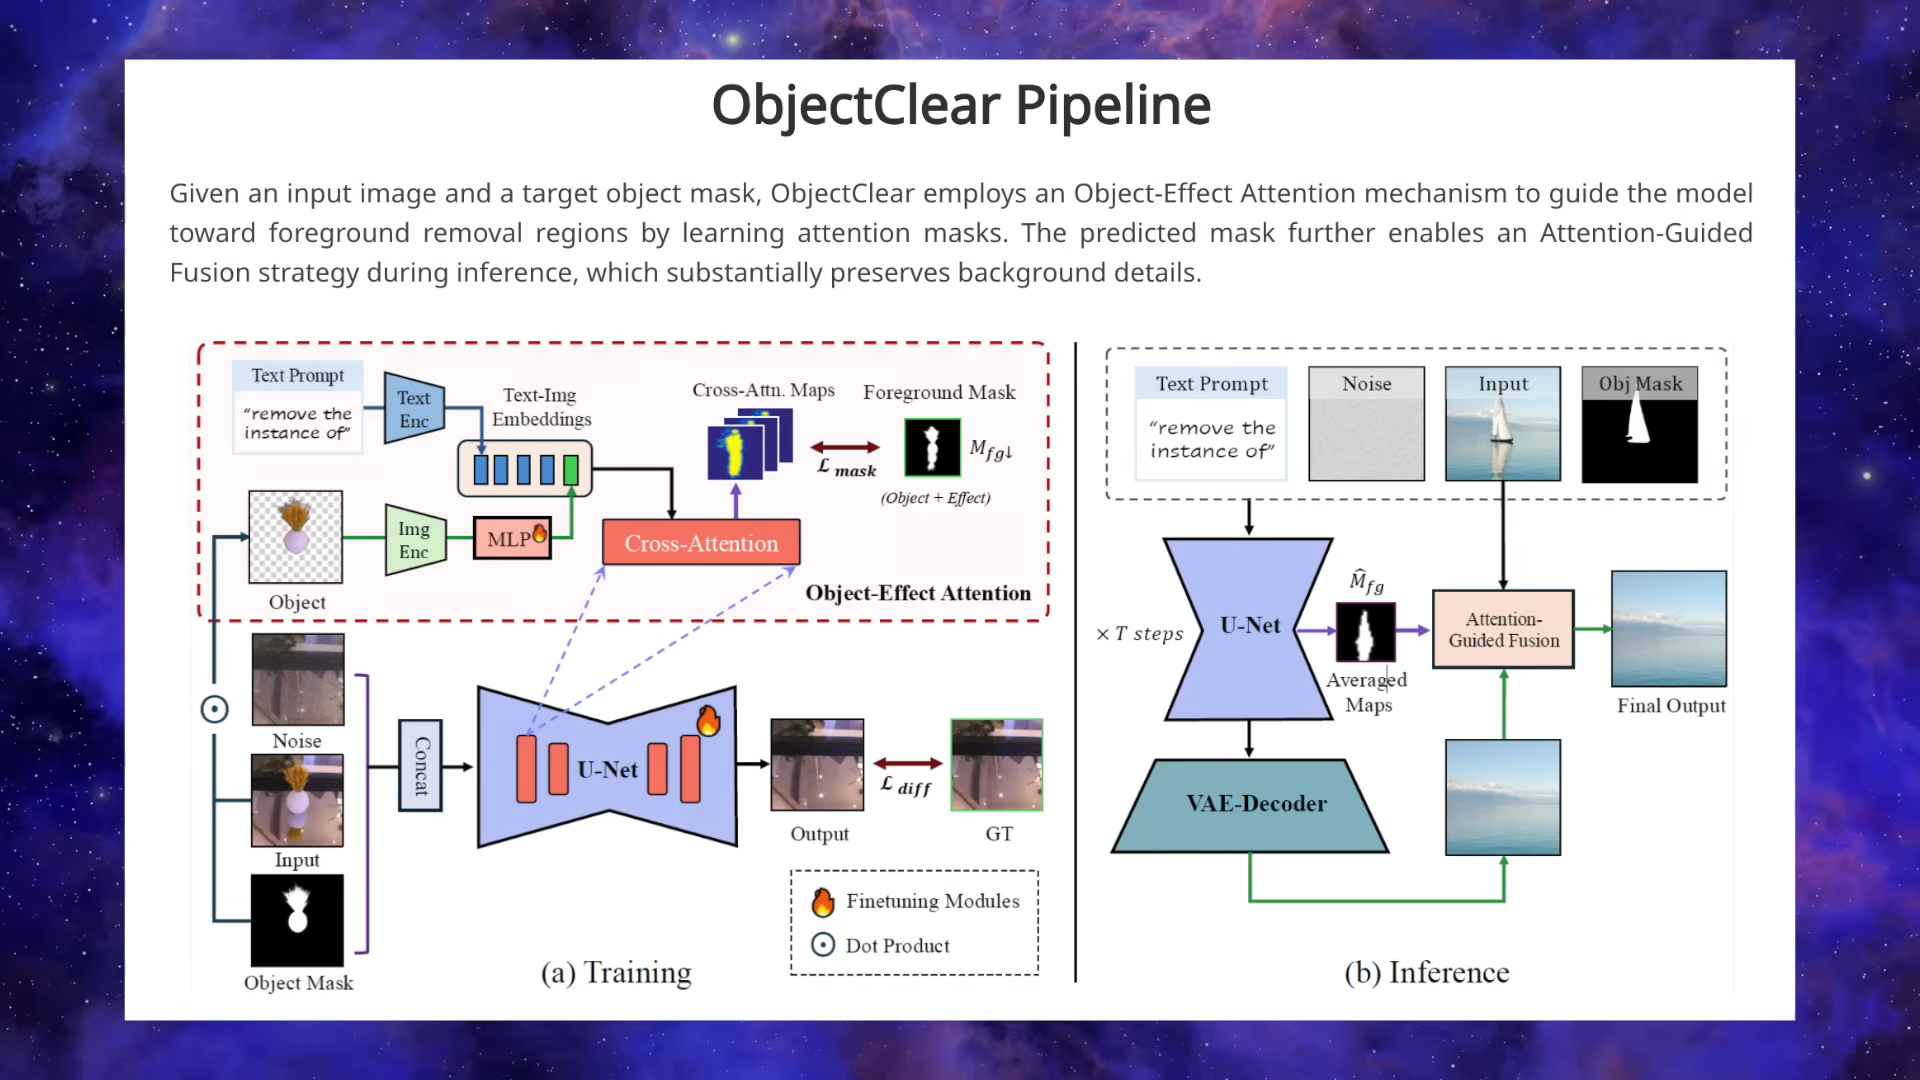 ObjectClear Pipeline
Given an input image and a target object mask, ObjectClear employs an Object-Effect Attention mechanism to guide the model
toward foreground removal regions by learning attention masks. The predicted mask further enables an Attention-Guided
Fusion strategy during inference, which substantially preserves background details.
Text Prompt
“remove the
instance of”
Text
Enc
Text-Img
Embeddings
Cross-Attn. Maps
Foreground Mask
ℒ mask
M fg↓
(Object + Effect)
Img
Enc
MLP
Cross-Attention
Object
Object-Effect Attention
Noise
Input
Object Mask
Concat
U-Net
Output
ℒ diff
GT
Finetuning Modules
Dot Product
(a) Training
Text Prompt
“remove the
instance of”
Noise
Input
Obj Mask
× T steps
U-Net
M̂ fg
Averaged
Maps
Attention-
Guided Fusion
Final Output
VAE-Decoder
(b) Inference